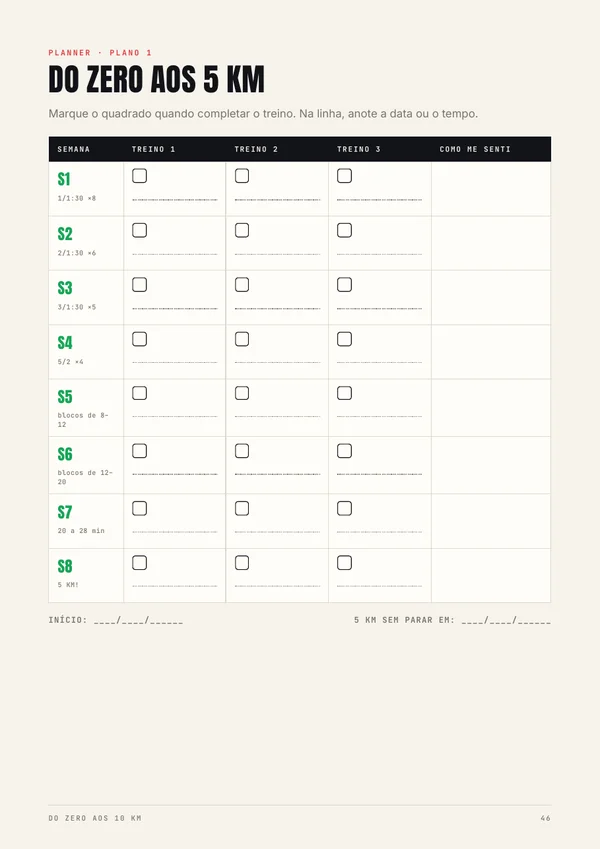 PLANNER · PLANO 1
DO ZERO AOS 5 KM
Marque o quadrado quando completar o treino. Na linha, anote a data ou o tempo.
SEMANA TREINO 1 TREINO 2 TREINO 3 COMO ME SENTI
S1
1/1:30 ×8
S2
2/1:30 ×6
S3
3/1:30 ×5
S4
5/2 ×4
S5
blocos de 8-
12
S6
blocos de 12-
20
S7
20 a 28 min
S8
5 KM!
INÍCIO: ____/____/______ 5 KM SEM PARAR EM: ____/____/______
DO ZERO AOS 10 KM 46